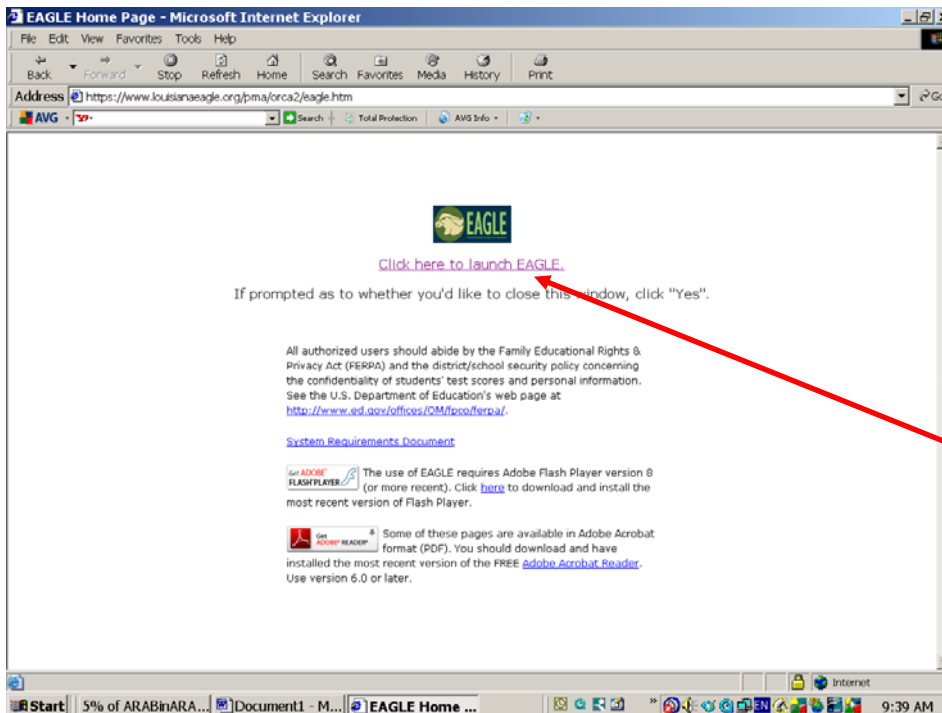 EAGLE Home Page - Microsoft Internet Explorer
File Edit View Favorites Tools Help
Back Forward Stop Refresh Home Search Favorites Media History Print
Address https://www.louisianaeagle.org/pma/orca2/eagle.htm Go
AVG Search Total Protection AVG Info
EAGLE
Click here to launch EAGLE.
If prompted as to whether you'd like to close this window, click "Yes".
All authorized users should abide by the Family Educational Rights &
Privacy Act (FERPA) and the district/school security policy concerning
the confidentiality of students' test scores and personal information.
See the U.S. Department of Education's web page at
http://www.ed.gov/offices/OM/fpco/ferpa/.
System Requirements Document
Get ADOBE FLASH PLAYER The use of EAGLE requires Adobe Flash Player version 8
(or more recent). Click here to download and install the
most recent version of Flash Player.
Get ADOBE READER Some of these pages are available in Adobe Acrobat
format (PDF). You should download and have
installed the most recent version of the FREE Adobe Acrobat Reader.
Use version 6.0 or later.
Internet
Start 5% of ARABinARA... Document1 - M... EAGLE Home ... EN 9:39 AM